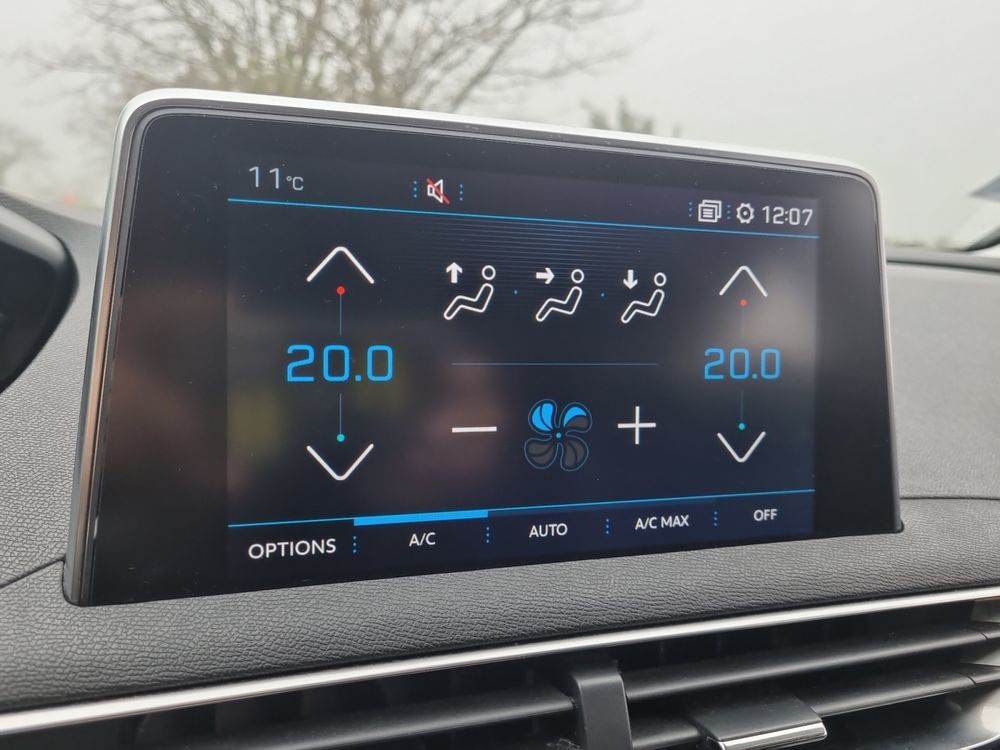 11°C
12:07
20.0
20.0
OPTIONS
A/C
AUTO
A/C MAX
OFF